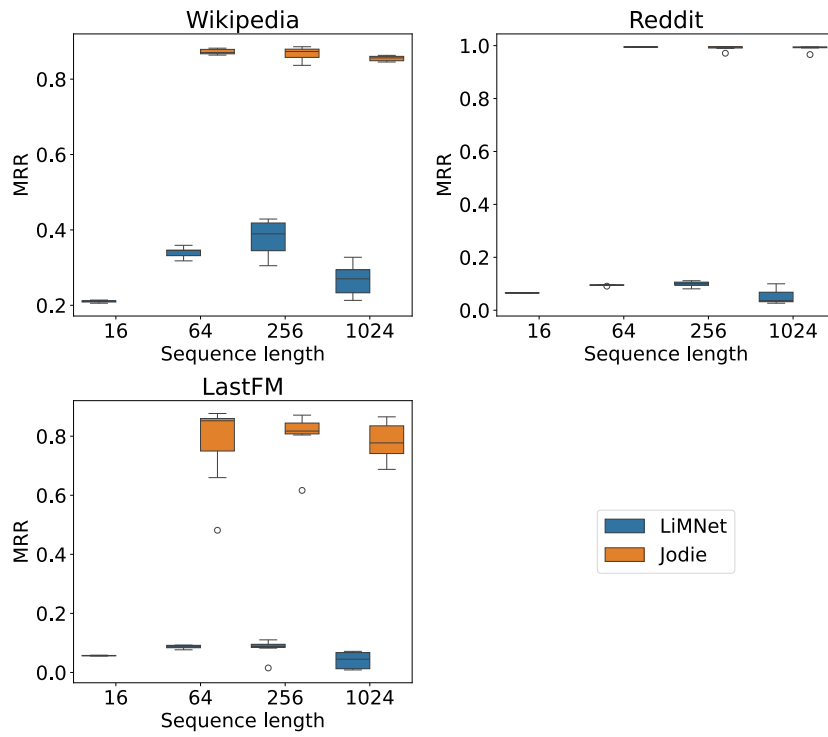 Wikipedia
MRR
0.8
0.6
0.4
0.2
16 64 256 1024
Sequence length
Reddit
MRR
1.0
0.8
0.6
0.4
0.2
0.0
16 64 256 1024
Sequence length
LastFM
MRR
0.8
0.6
0.4
0.2
0.0
16 64 256 1024
Sequence length
LiMNet
Jodie